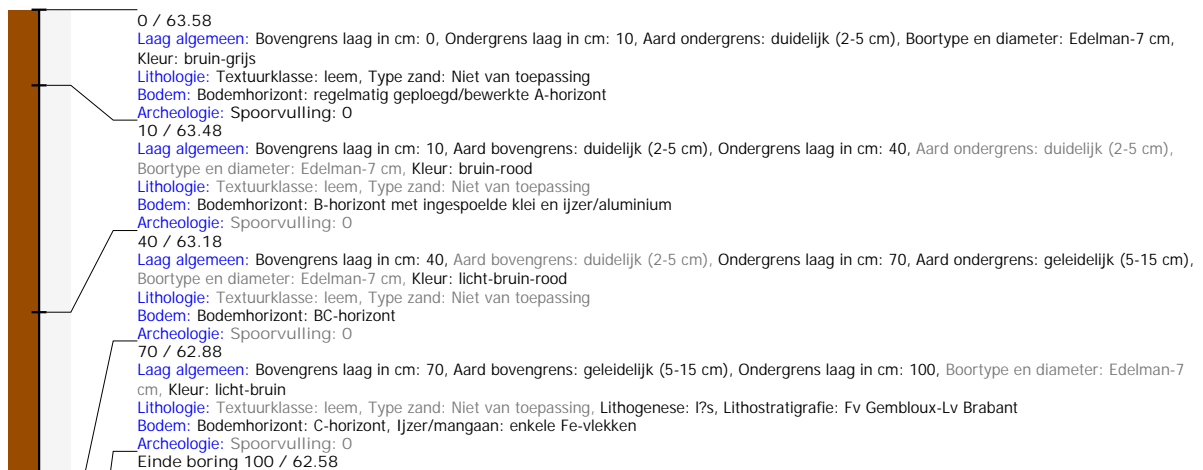 0 / 63.58
Laag algemeen: Bovengrens laag in cm: 0, Ondergrens laag in cm: 10, Aard ondergrens: duidelijk (2-5 cm), Boortype en diameter: Edelman-7 cm,
Kleur: bruin-grijs
Lithologie: Textuurklasse: leem, Type zand: Niet van toepassing
Bodem: Bodemhorizont: regelmatig geploegd/bewerkte A-horizont
Archeologie: Spoorvulling: 0
10 / 63.48
Laag algemeen: Bovengrens laag in cm: 10, Aard bovengrens: duidelijk (2-5 cm), Ondergrens laag in cm: 40, Aard ondergrens: duidelijk (2-5 cm),
Boortype en diameter: Edelman-7 cm, Kleur: bruin-rood
Lithologie: Textuurklasse: leem, Type zand: Niet van toepassing
Bodem: Bodemhorizont: B-horizont met ingespoelde klei en ijzer/aluminium
Archeologie: Spoorvulling: 0
40 / 63.18
Laag algemeen: Bovengrens laag in cm: 40, Aard bovengrens: duidelijk (2-5 cm), Ondergrens laag in cm: 70, Aard ondergrens: geleidelijk (5-15 cm),
Boortype en diameter: Edelman-7 cm, Kleur: licht-bruin-rood
Lithologie: Textuurklasse: leem, Type zand: Niet van toepassing
Bodem: Bodemhorizont: BC-horizont
Archeologie: Spoorvulling: 0
70 / 62.88
Laag algemeen: Bovengrens laag in cm: 70, Aard bovengrens: geleidelijk (5-15 cm), Ondergrens laag in cm: 100, Boortype en diameter: Edelman-7
cm, Kleur: licht-bruin
Lithologie: Textuurklasse: leem, Type zand: Niet van toepassing, Lithogenese: l?s, Lithostratigrafie: Fv Gembloux-Lv Brabant
Bodem: Bodemhorizont: C-horizont, Ijzer/mangaan: enkele Fe-vlekken
Archeologie: Spoorvulling: 0
Einde boring 100 / 62.58